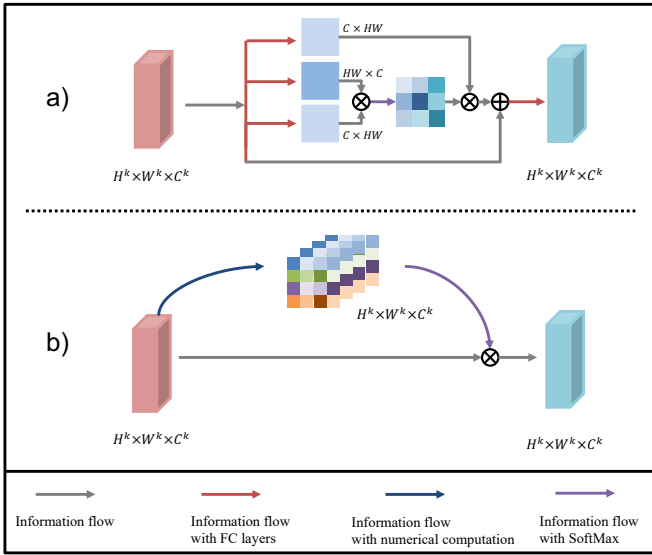 a)
C × HW
HW × C
C × HW
H^k×W^k×C^k
H^k×W^k×C^k
b)
H^k×W^k×C^k
H^k×W^k×C^k
H^k×W^k×C^k
Information flow
Information flow
with FC layers
Information flow
with numerical computation
Information flow
with SoftMax